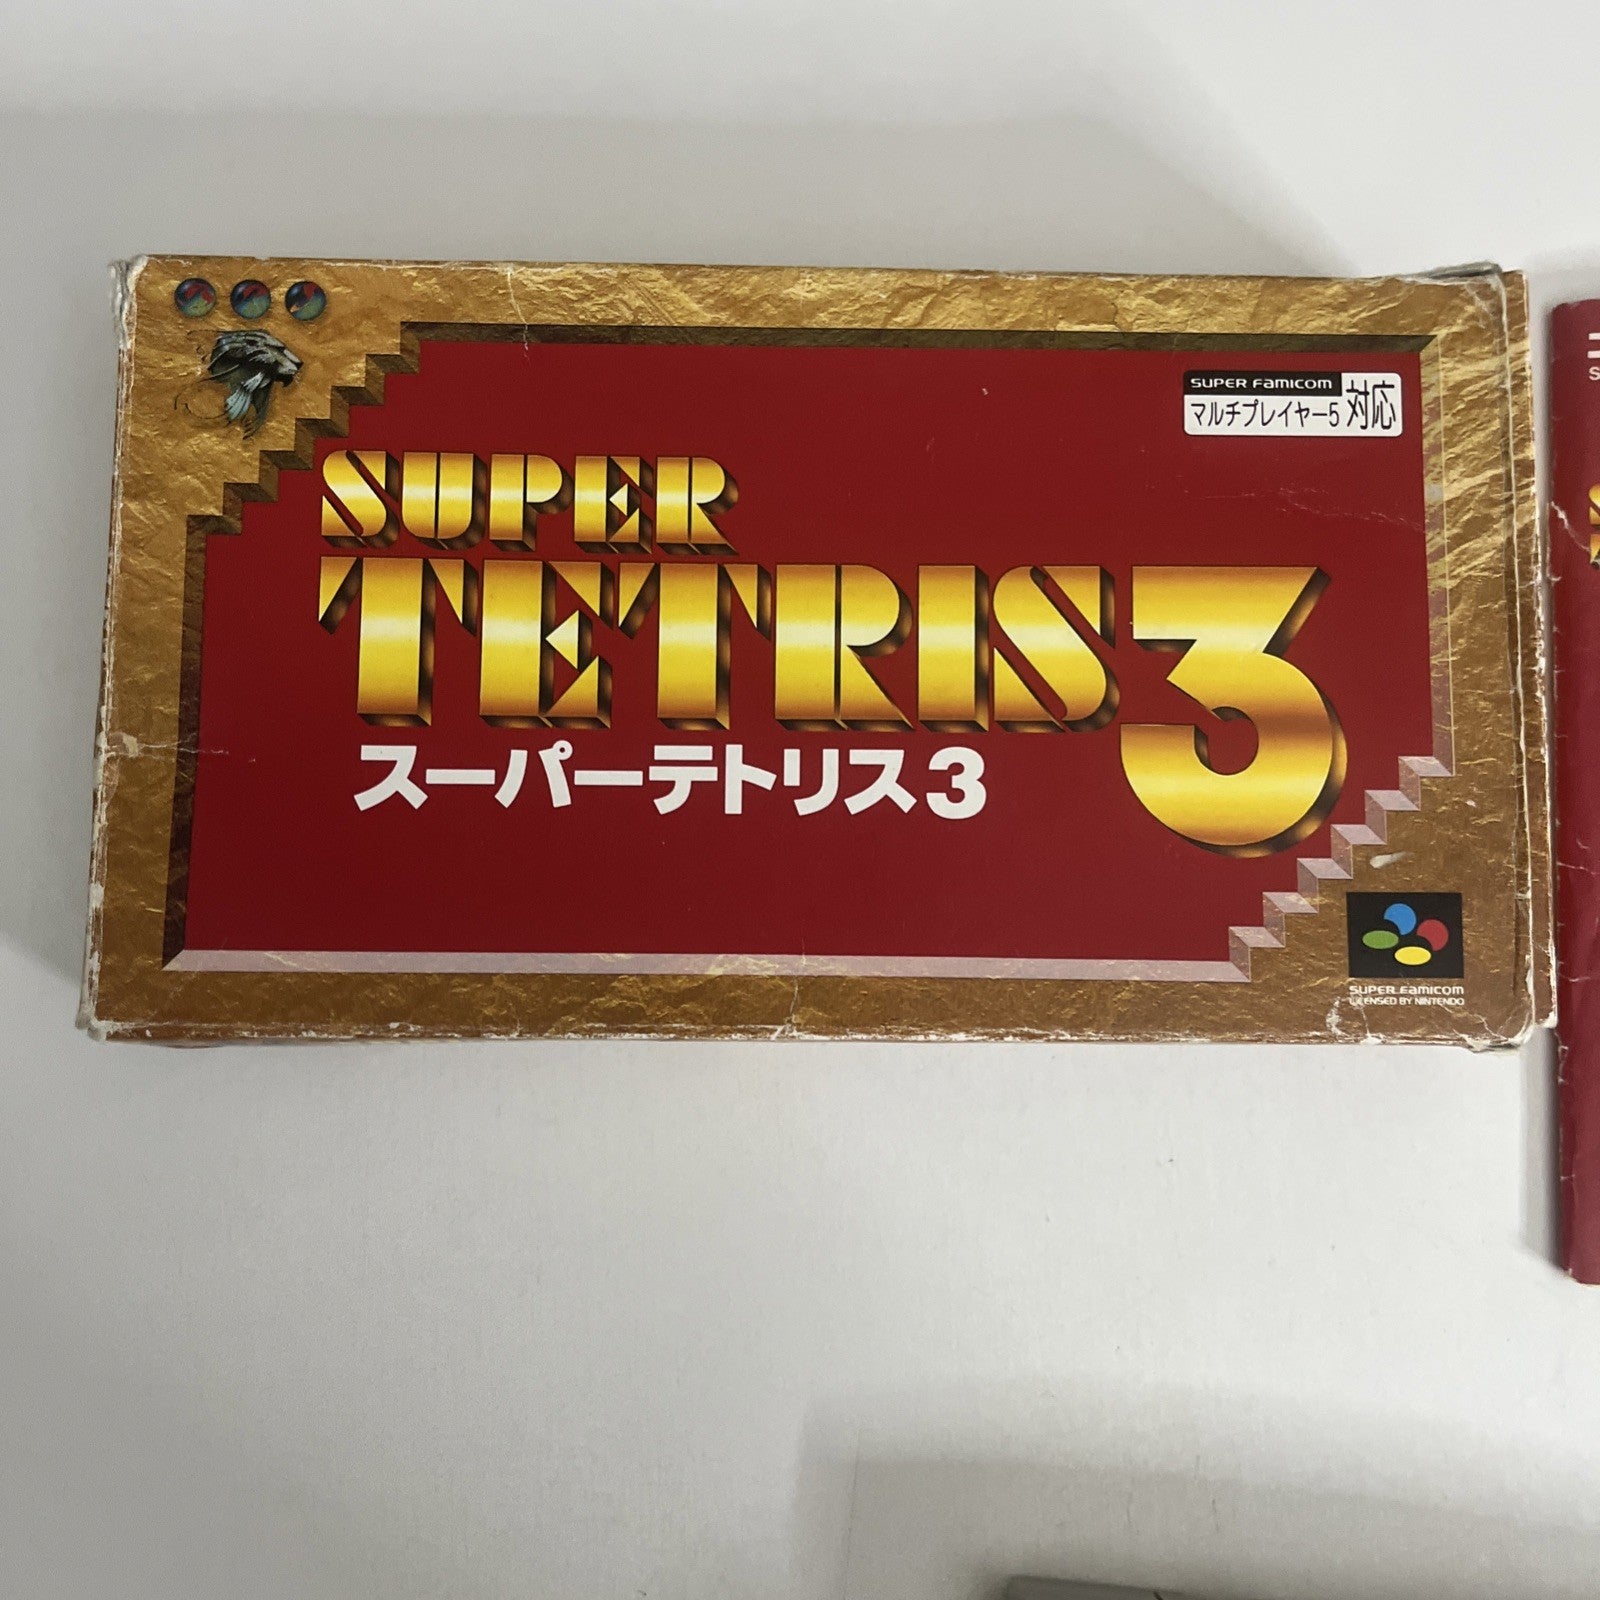 SUPER FAMICOM
マルチプレイヤー5 対応
SUPER
TETRIS 3
スーパーテトリス3
SUPER FAMICOM
LICENSED BY NINTENDO